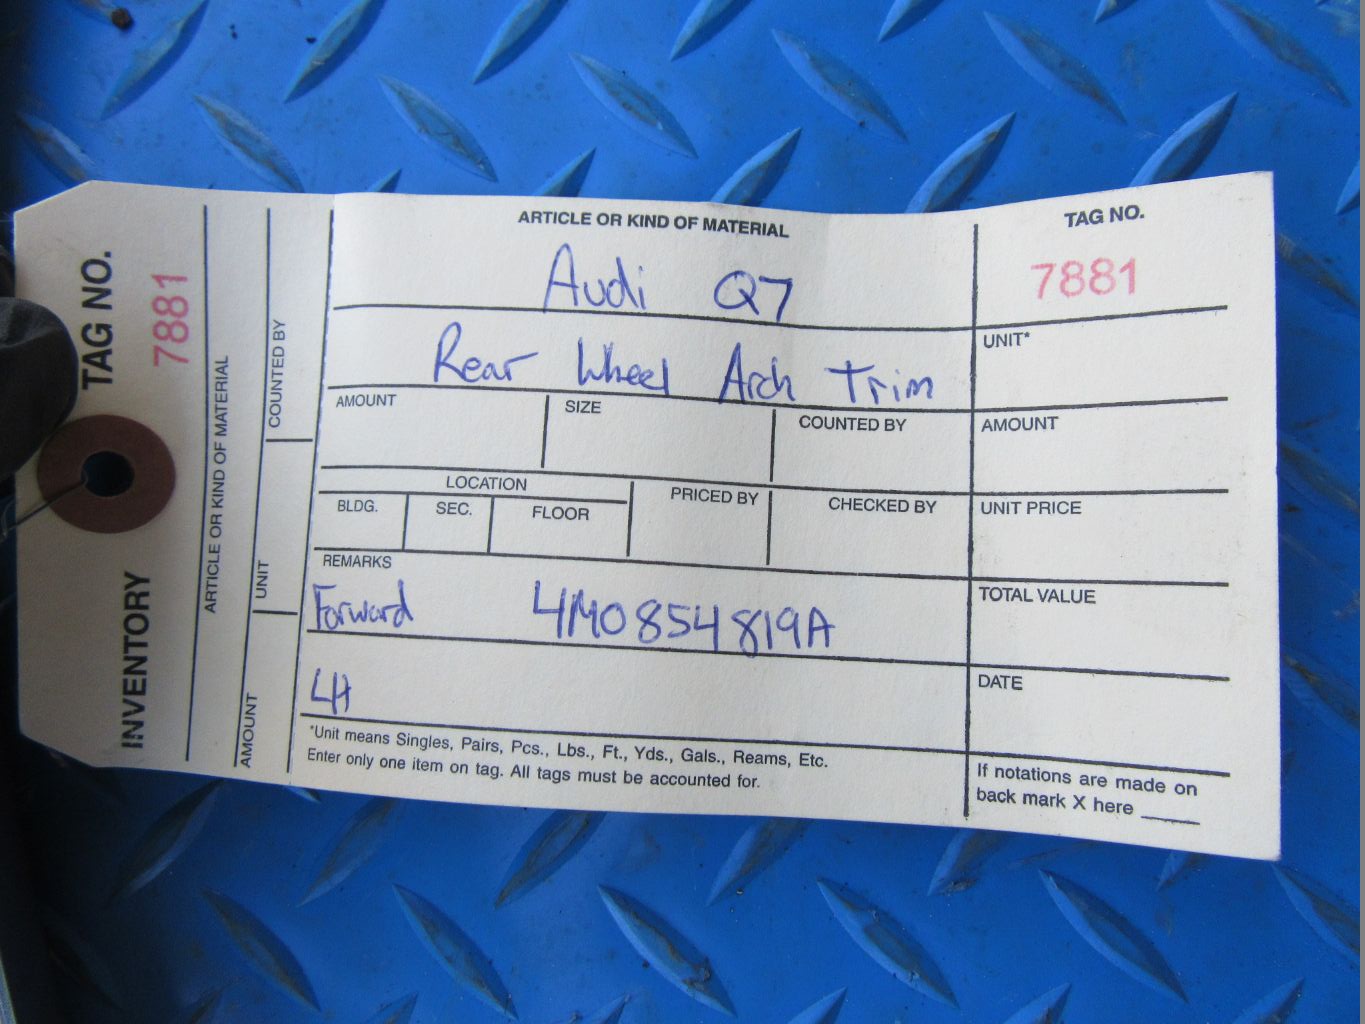 TAG NO.
7881
INVENTORY
ARTICLE OR KIND OF MATERIAL
COUNTED BY
UNIT
AMOUNT
ARTICLE OR KIND OF MATERIAL
Audi Q7
Rear Wheel Arch Trim
TAG NO.
7881
UNIT*
AMOUNT
SIZE
COUNTED BY
AMOUNT
LOCATION
BLDG.
SEC.
FLOOR
PRICED BY
CHECKED BY
UNIT PRICE
REMARKS
Forward 4M0854819A
LH
TOTAL VALUE
DATE
*Unit means Singles, Pairs, Pcs., Lbs., Ft., Yds., Gals., Reams, Etc.
Enter only one item on tag. All tags must be accounted for.
If notations are made on
back mark X here ____